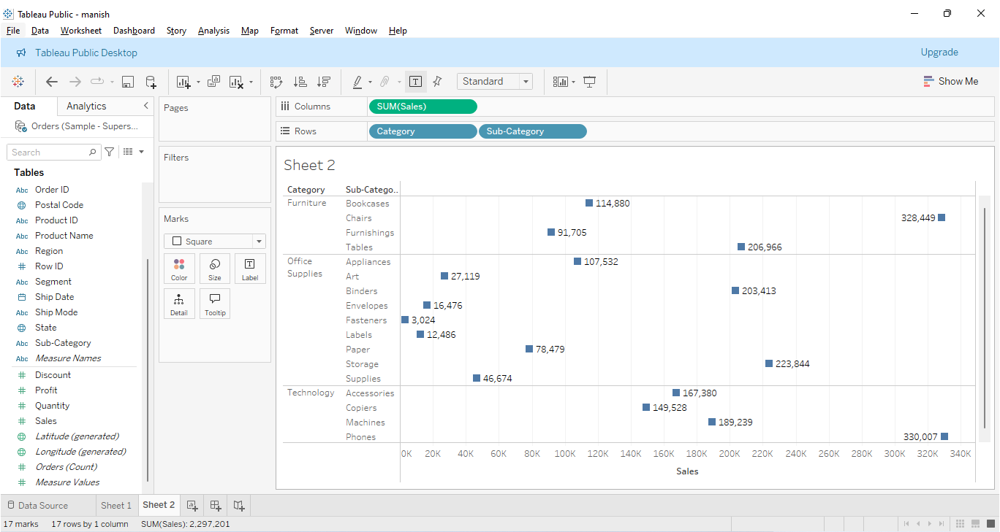 Tableau Public - manish
File Data Worksheet Dashboard Story Analysis Map Format Server Window Help
Tableau Public Desktop Upgrade
Standard Show Me
Data Analytics
Orders (Sample - Supers...
Search
Tables
Abc Order ID
Postal Code
Abc Product ID
Abc Product Name
Abc Region
Row ID
Abc Segment
Ship Date
Abc Ship Mode
State
Abc Sub-Category
Abc Measure Names
Discount
Profit
Quantity
Sales
Latitude (generated)
Longitude (generated)
Orders (Count)
Measure Values
Pages
Filters
Marks
Square
Color Size Label
Detail Tooltip
Columns SUM(Sales)
Rows Category Sub-Category
Sheet 2
Category Sub-Catego..
Furniture Bookcases 114,880
Chairs 328,449
Furnishings 91,705
Tables 206,966
Office Supplies Appliances 107,532
Art 27,119
Binders 203,413
Envelopes 16,476
Fasteners 3,024
Labels 12,486
Paper 78,479
Storage 223,844
Supplies 46,674
Technology Accessories 167,380
Copiers 149,528
Machines 189,239
Phones 330,007
0K 20K 40K 60K 80K 100K 120K 140K 160K 180K 200K 220K 240K 260K 280K 300K 320K 340K
Sales
Data Source Sheet 1 Sheet 2
17 marks 17 rows by 1 column SUM(Sales): 2,297,201